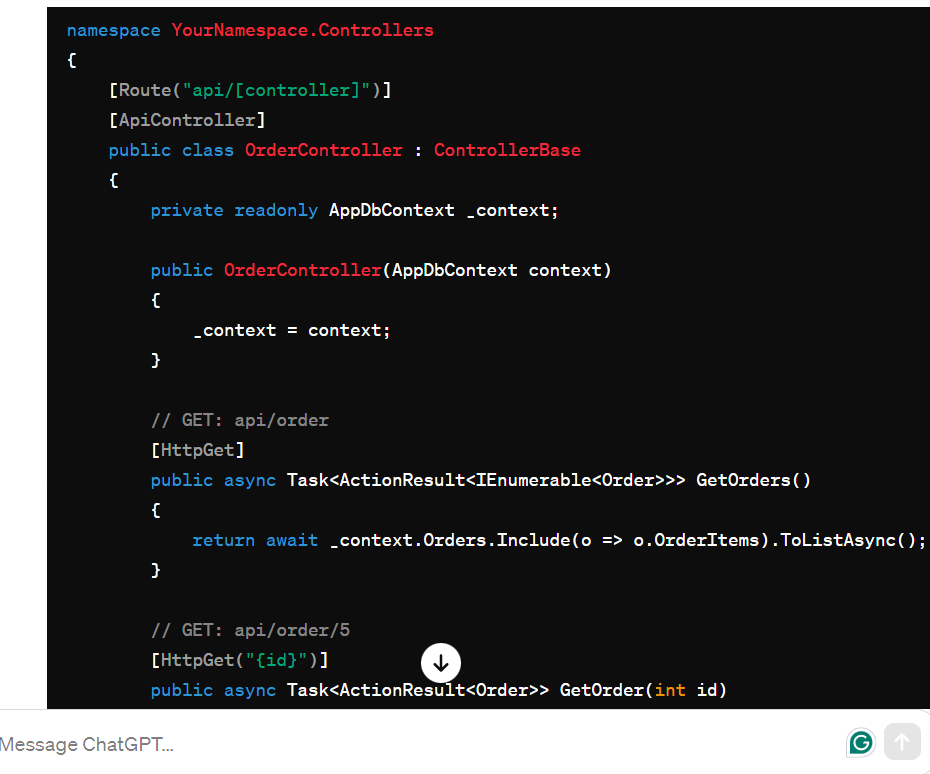 namespace YourNamespace.Controllers
{
    [Route("api/[controller]")]
    [ApiController]
    public class OrderController : ControllerBase
    {
        private readonly AppDbContext _context;

        public OrderController(AppDbContext context)
        {
            _context = context;
        }

        // GET: api/order
        [HttpGet]
        public async Task<ActionResult<IEnumerable<Order>>> GetOrders()
        {
            return await _context.Orders.Include(o => o.OrderItems).ToListAsync();
        }

        // GET: api/order/5
        [HttpGet("{id}")]
        public async Task<ActionResult<Order>> GetOrder(int id)
Message ChatGPT...